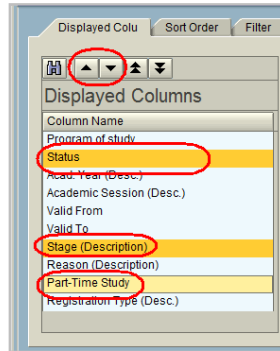 Displayed Colu Sort Order Filter
Displayed Columns
Column Name
Program of study
Status
Acad. Year (Desc.)
Academic Session (Desc.)
Valid From
Valid To
Stage (Description)
Reason (Description)
Part-Time Study
Registration Type (Desc.)